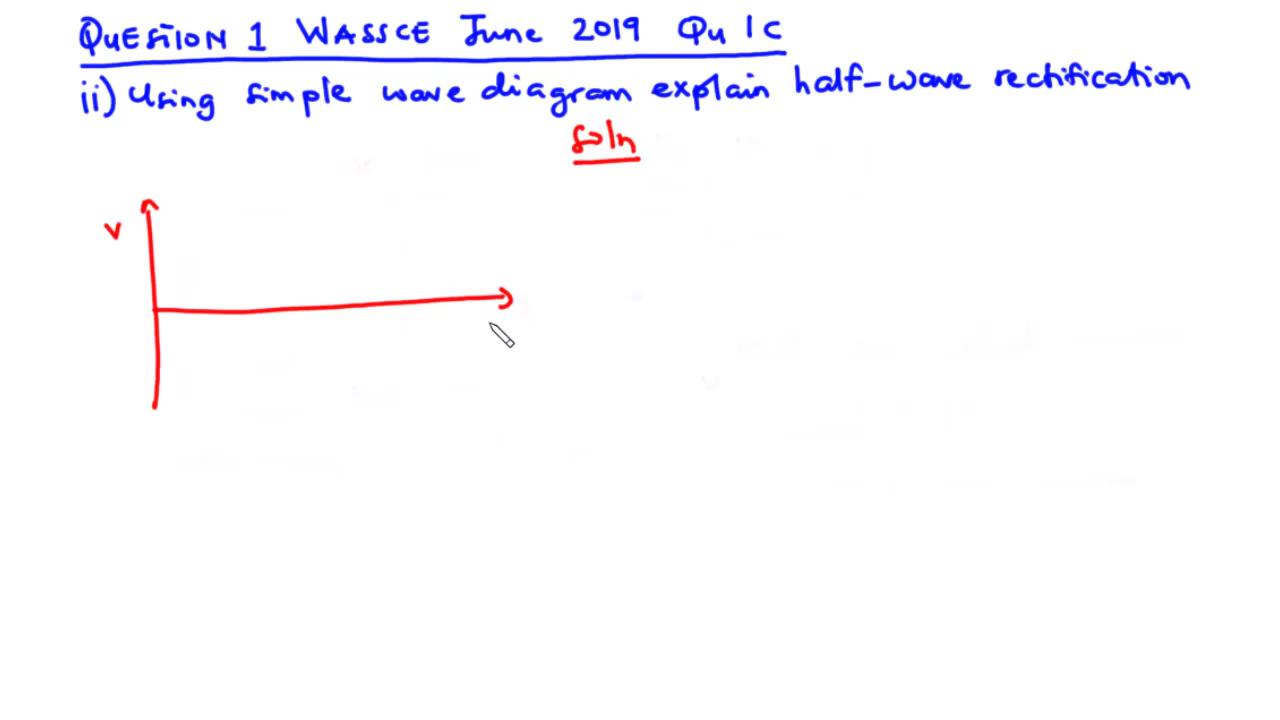 QUESTION 1 WASSCE June 2019 Qu 1c
ii) Using simple wave diagram explain half-wave rectification
soln
V